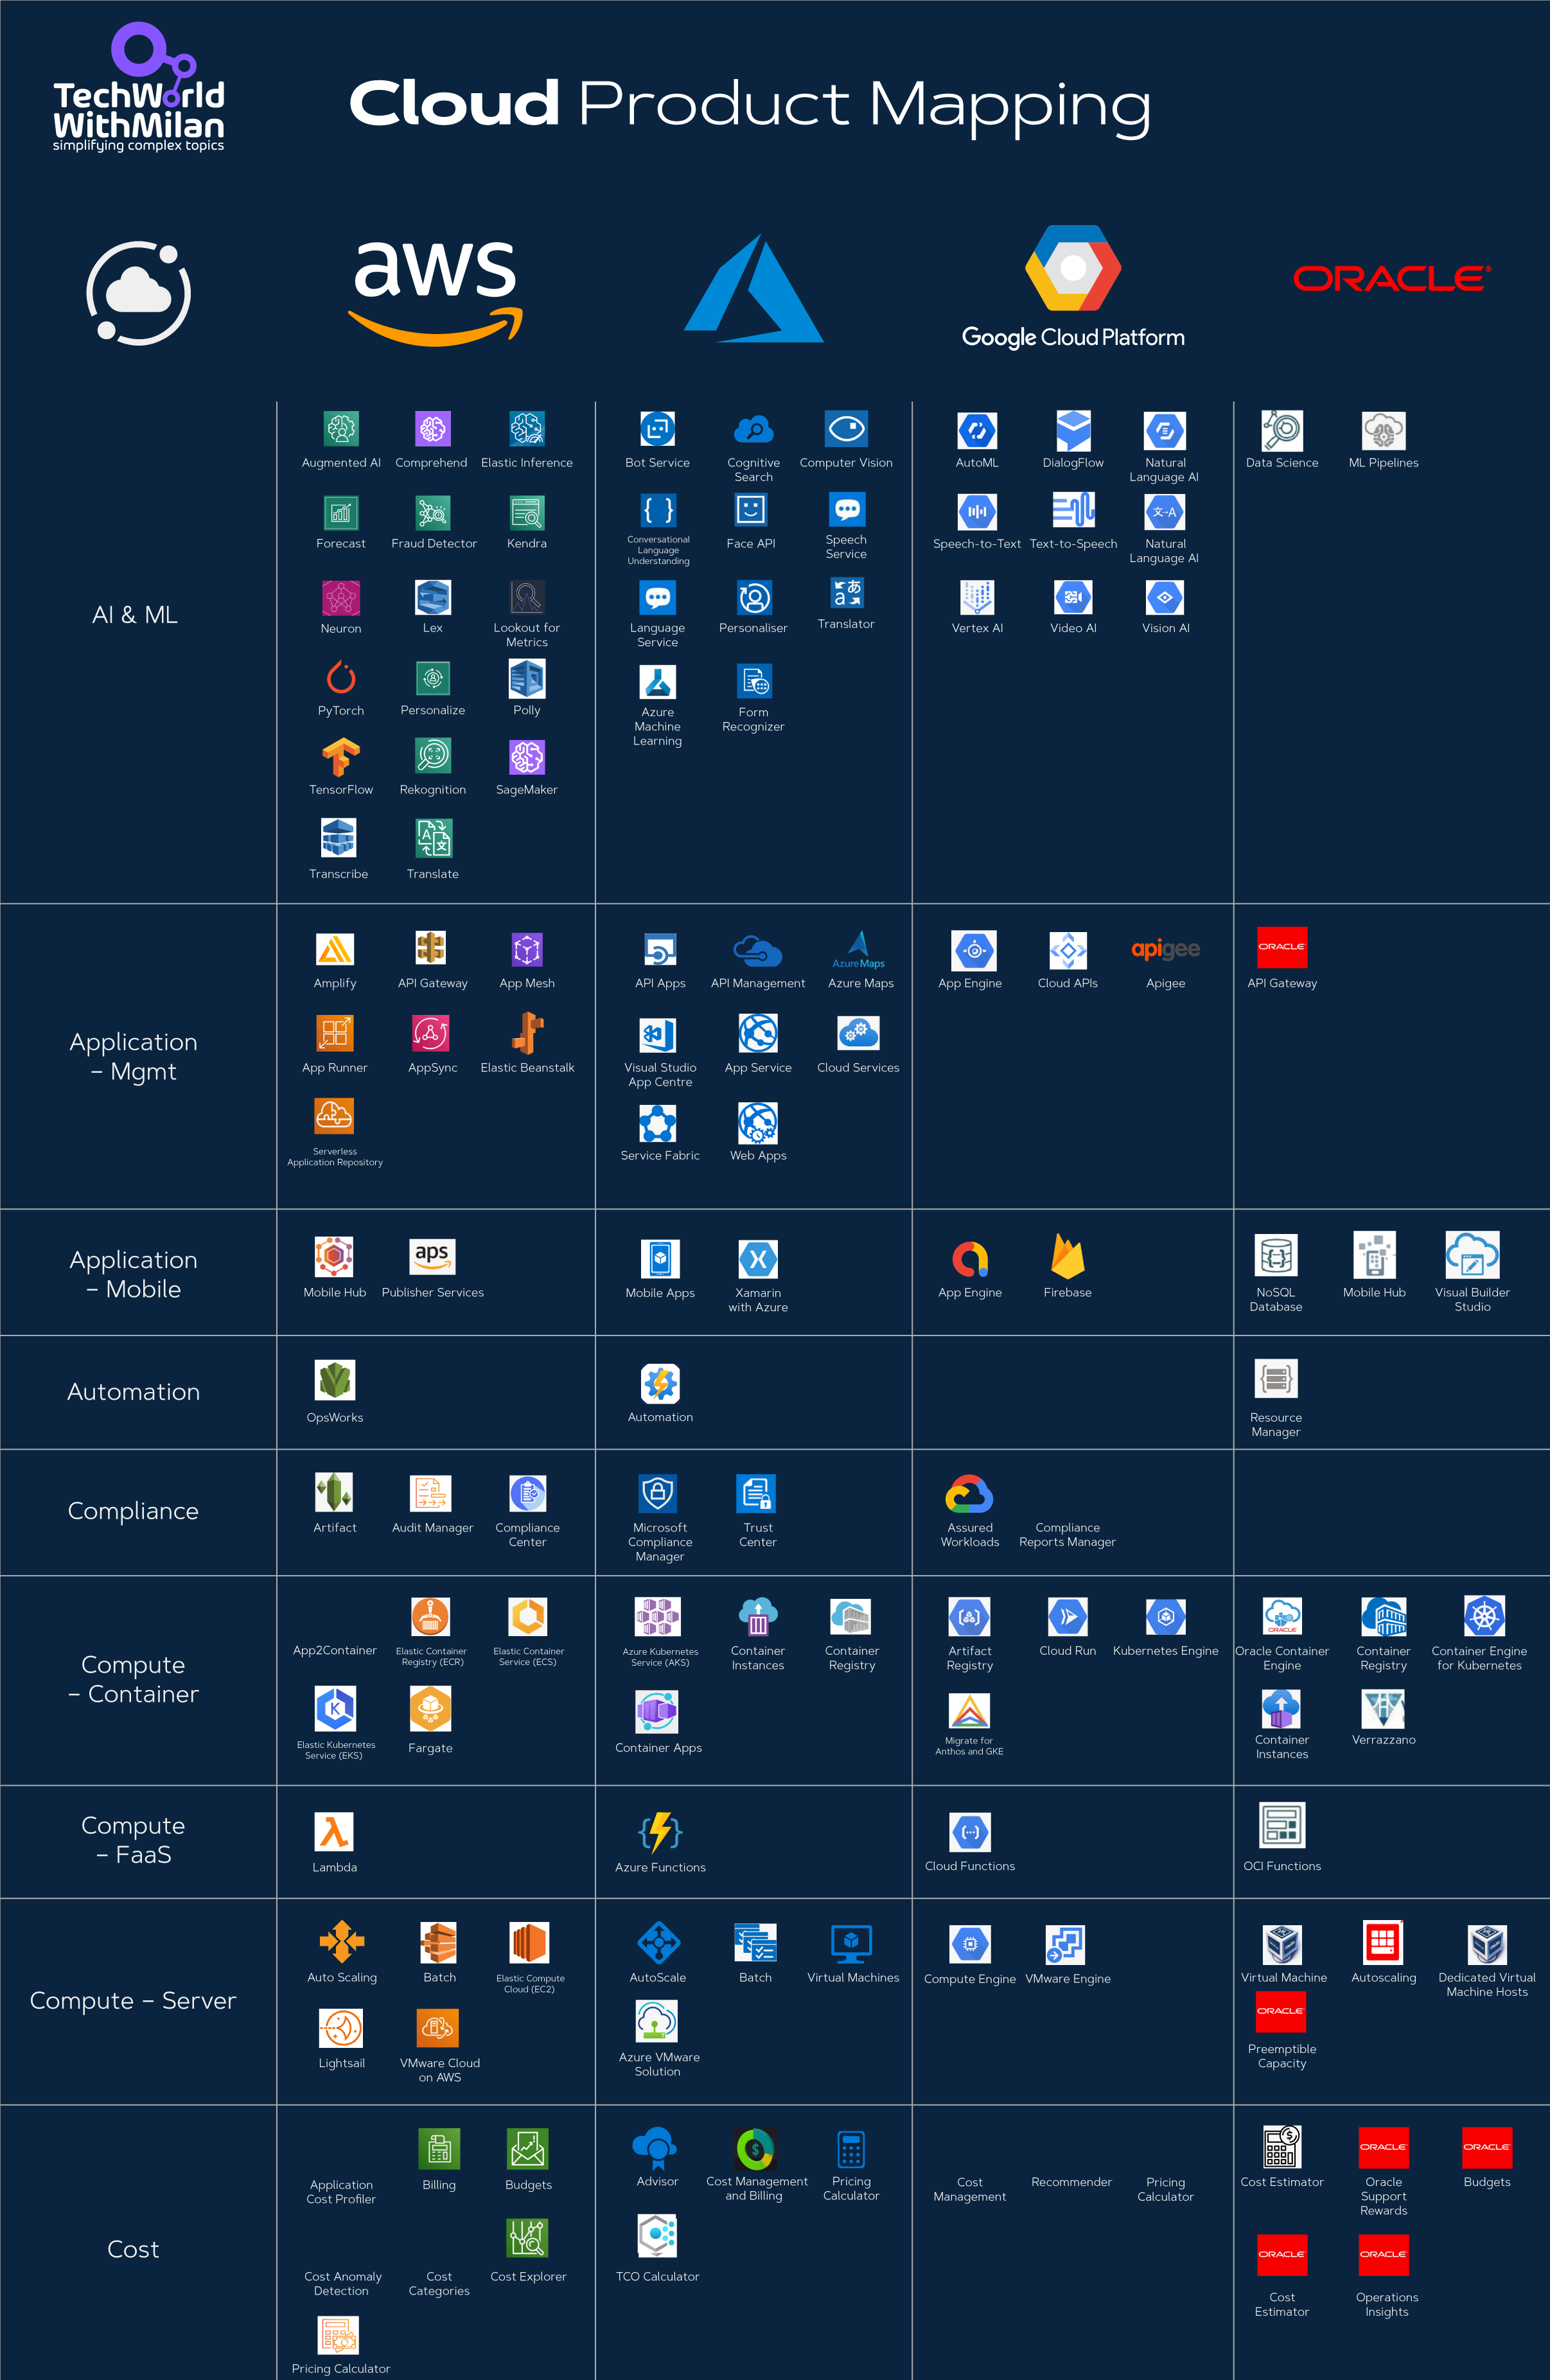 TechWorld
WithMilan
simplifying complex topics
Cloud Product Mapping
aws
Google Cloud Platform
ORACLE
AI & ML
Augmented AI
Comprehend
Elastic Inference
Forecast
Fraud Detector
Kendra
Neuron
Lex
Lookout for
Metrics
PyTorch
Personalize
Polly
TensorFlow
Rekognition
SageMaker
Transcribe
Translate
Bot Service
Cognitive
Search
Computer Vision
Conversational
Language
Understanding
Face API
Speech
Service
Language
Service
Personaliser
Translator
Azure
Machine
Learning
Form
Recognizer
AutoML
DialogFlow
Natural
Language AI
Speech-to-Text
Text-to-Speech
Natural
Language AI
Vertex AI
Video AI
Vision AI
Data Science
ML Pipelines
Application
– Mgmt
Amplify
API Gateway
App Mesh
App Runner
AppSync
Elastic Beanstalk
Serverless
Application Repository
API Apps
API Management
Azure Maps
Azure Maps
Visual Studio
App Centre
App Service
Cloud Services
Service Fabric
Web Apps
App Engine
Cloud APIs
apigee
Apigee
ORACLE
API Gateway
Application
– Mobile
Mobile Hub
aps
Publisher Services
Mobile Apps
Xamarin
with Azure
App Engine
Firebase
NoSQL
Database
Mobile Hub
Visual Builder
Studio
Automation
OpsWorks
Automation
Resource
Manager
Compliance
Artifact
Audit Manager
Compliance
Center
Microsoft
Compliance
Manager
Trust
Center
Assured
Workloads
Compliance
Reports Manager
Compute
– Container
App2Container
Elastic Container
Registry (ECR)
Elastic Container
Service (ECS)
Elastic Kubernetes
Service (EKS)
Fargate
Azure Kubernetes
Service (AKS)
Container
Instances
Container
Registry
Container Apps
Artifact
Registry
Cloud Run
Kubernetes Engine
Migrate for
Anthos and GKE
ORACLE
Oracle Container
Engine
Container
Registry
Container Engine
for Kubernetes
Container
Instances
Verrazzano
Compute
– FaaS
Lambda
Azure Functions
Cloud Functions
OCI Functions
Compute – Server
Auto Scaling
Batch
Elastic Compute
Cloud (EC2)
Lightsail
VMware Cloud
on AWS
AutoScale
Batch
Virtual Machines
Azure VMware
Solution
Compute Engine
VMware Engine
Virtual Machine
Autoscaling
Dedicated Virtual
Machine Hosts
ORACLE
Preemptible
Capacity
Cost
Application
Cost Profiler
Billing
Budgets
Cost Anomaly
Detection
Cost
Categories
Cost Explorer
Pricing Calculator
Advisor
Cost Management
and Billing
Pricing
Calculator
TCO Calculator
Cost
Management
Recommender
Pricing
Calculator
Cost Estimator
ORACLE
Oracle
Support
Rewards
ORACLE
Budgets
ORACLE
Cost
Estimator
ORACLE
Operations
Insights